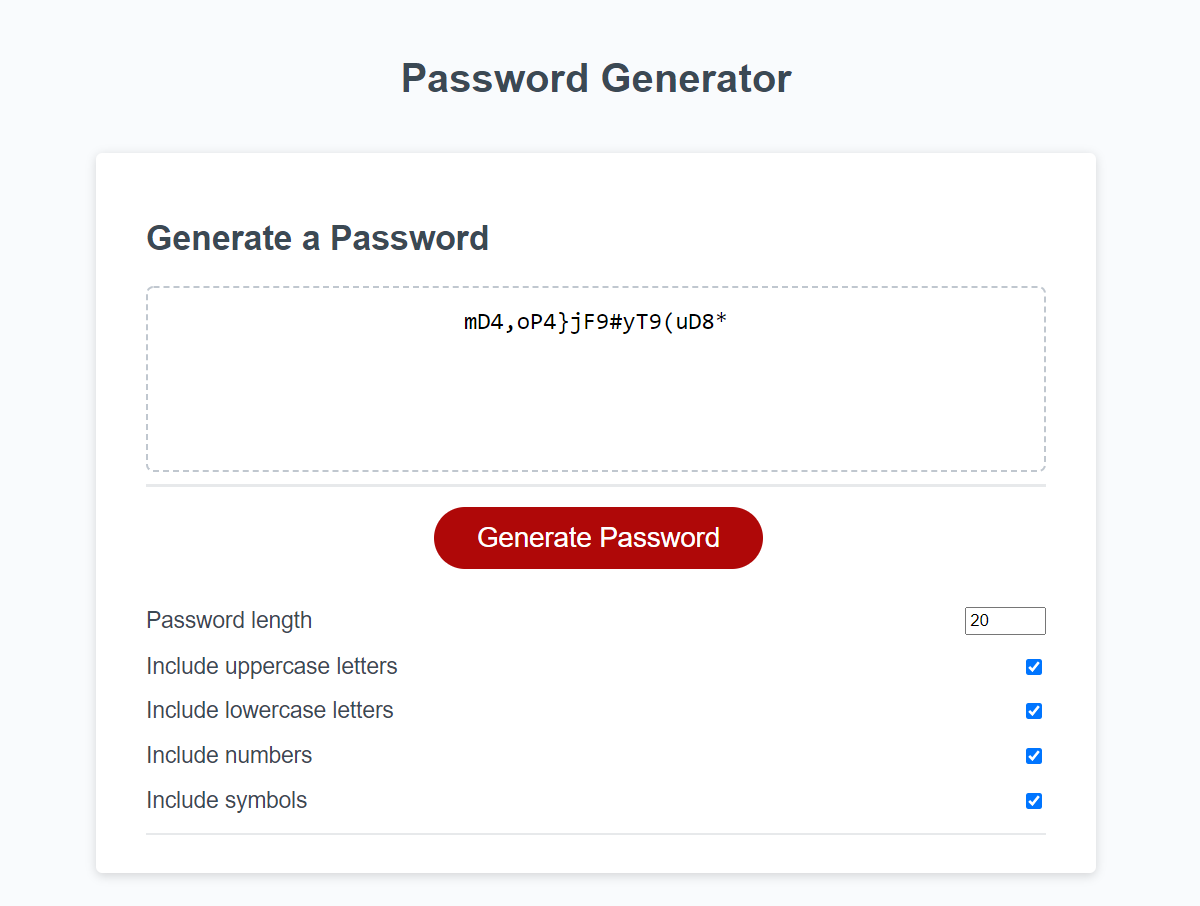 Password Generator
Generate a Password
mD4,oP4}jF9#yT9(uD8*
Generate Password
Password length
20
Include uppercase letters
Include lowercase letters
Include numbers
Include symbols